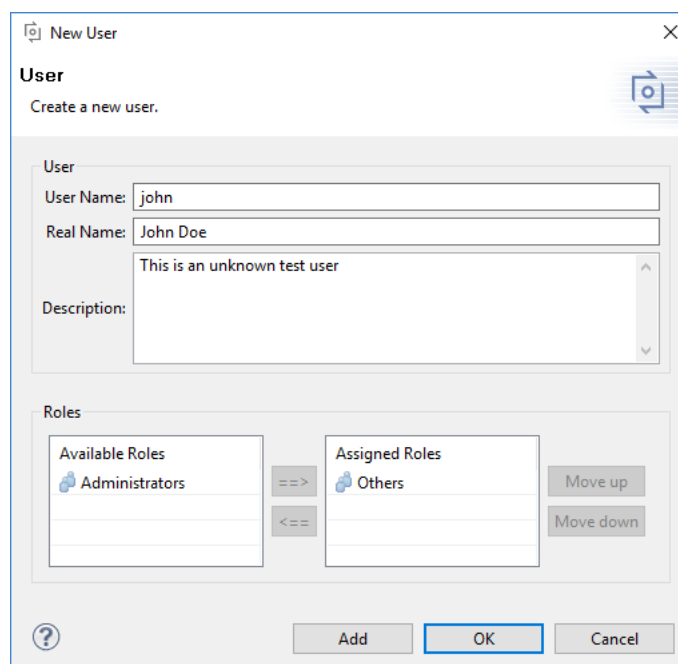 New User
User
Create a new user.
User
User Name: john
Real Name: John Doe
Description: This is an unknown test user
Roles
Available Roles
Administrators
==>
<==
Assigned Roles
Others
Move up
Move down
?
Add OK Cancel